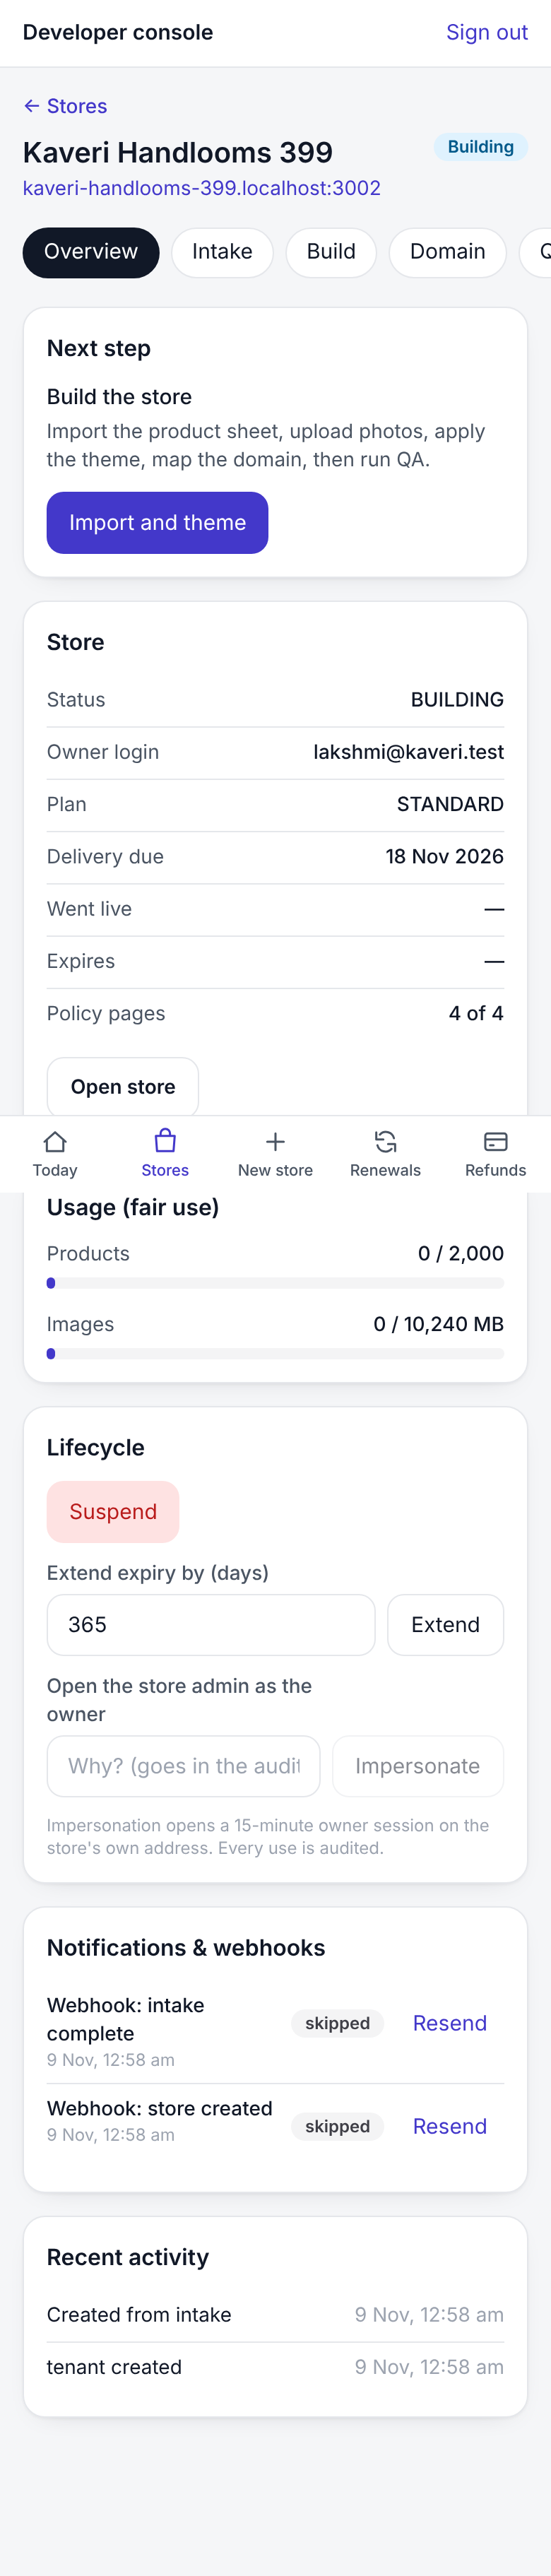 Developer console
Sign out
← Stores
Kaveri Handlooms 399
Building
kaveri-handlooms-399.localhost:3002
Overview
Intake
Build
Domain
Q
Next step
Build the store
Import the product sheet, upload photos, apply
the theme, map the domain, then run QA.
Import and theme
Store
Status
BUILDING
Owner login
lakshmi@kaveri.test
Plan
STANDARD
Delivery due
18 Nov 2026
Went live
—
Expires
—
Policy pages
4 of 4
Open store
Today
Stores
New store
Renewals
Refunds
Usage (fair use)
Products
0 / 2,000
Images
0 / 10,240 MB
Lifecycle
Suspend
Extend expiry by (days)
365
Extend
Open the store admin as the
owner
Why? (goes in the audit
Impersonate
Impersonation opens a 15-minute owner session on the
store's own address. Every use is audited.
Notifications & webhooks
Webhook: intake
complete
9 Nov, 12:58 am
skipped
Resend
Webhook: store created
9 Nov, 12:58 am
skipped
Resend
Recent activity
Created from intake
9 Nov, 12:58 am
tenant created
9 Nov, 12:58 am